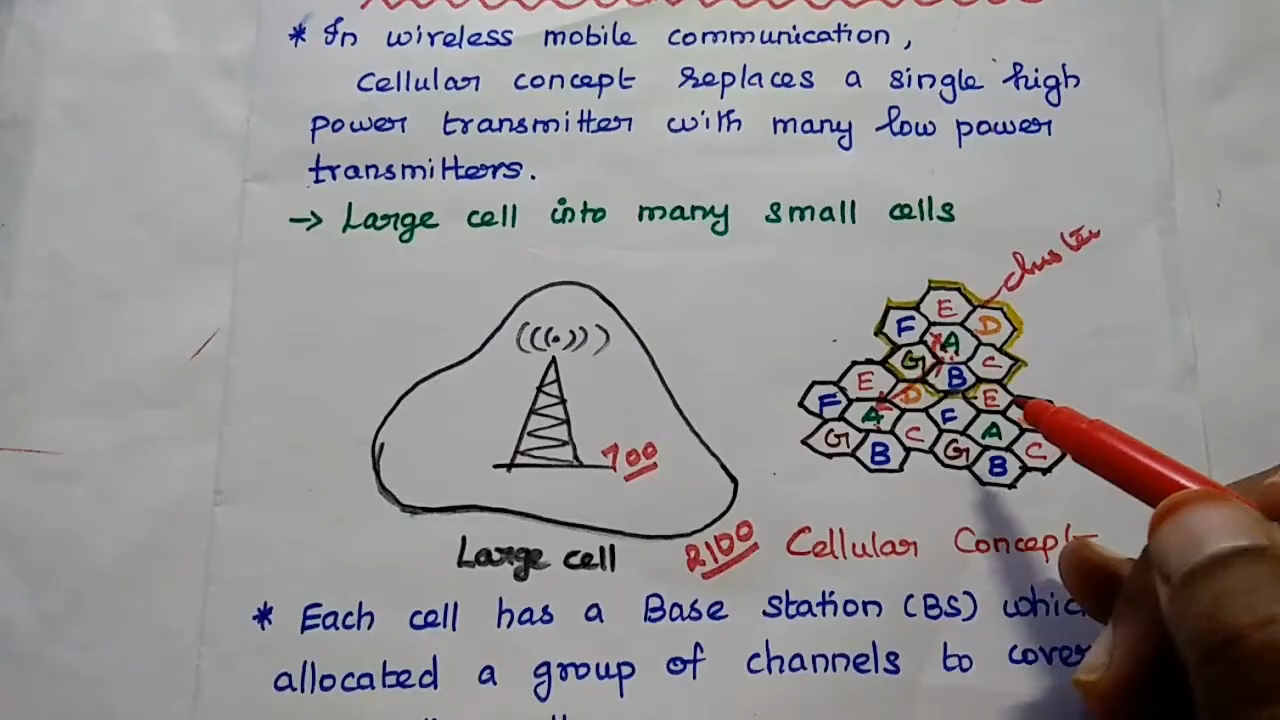 * In wireless mobile communication,
cellular concept replaces a single high
power transmitter with many low power
transmitters.
→ Large cell into many small cells
cluster
E
F D
A
G C
B
E D E
F A F A
G C G C
B B
700
Large cell
2100 Cellular Concept
* Each cell has a Base station (BS) which
allocated a group of channels to cover